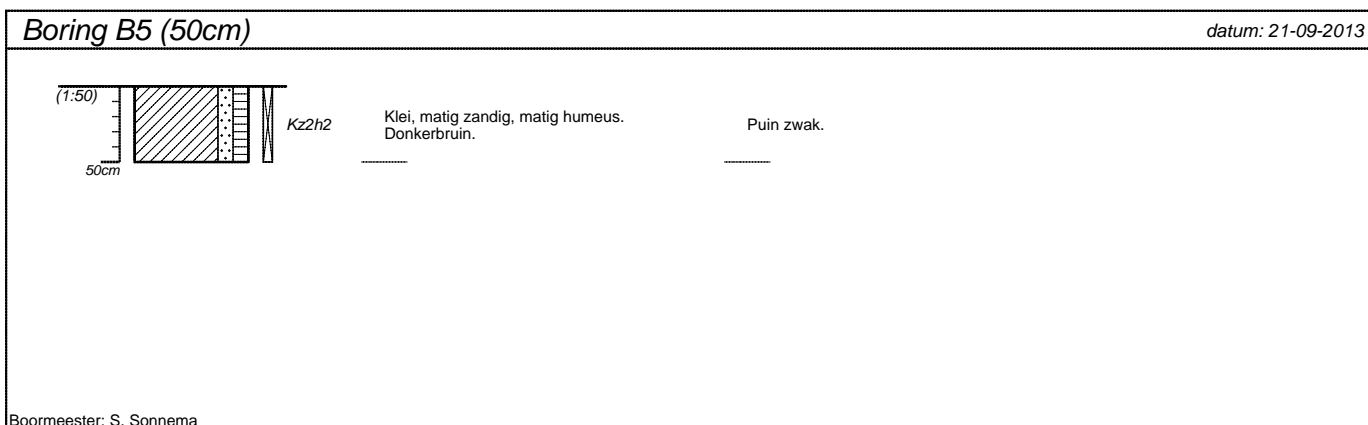 Boring B5 (50cm)
datum: 21-09-2013
(1:50)
Kz2h2
Klei, matig zandig, matig humeus.
Donkerbruin.
Puin zwak.
50cm
Boormeester: S. Sonnema